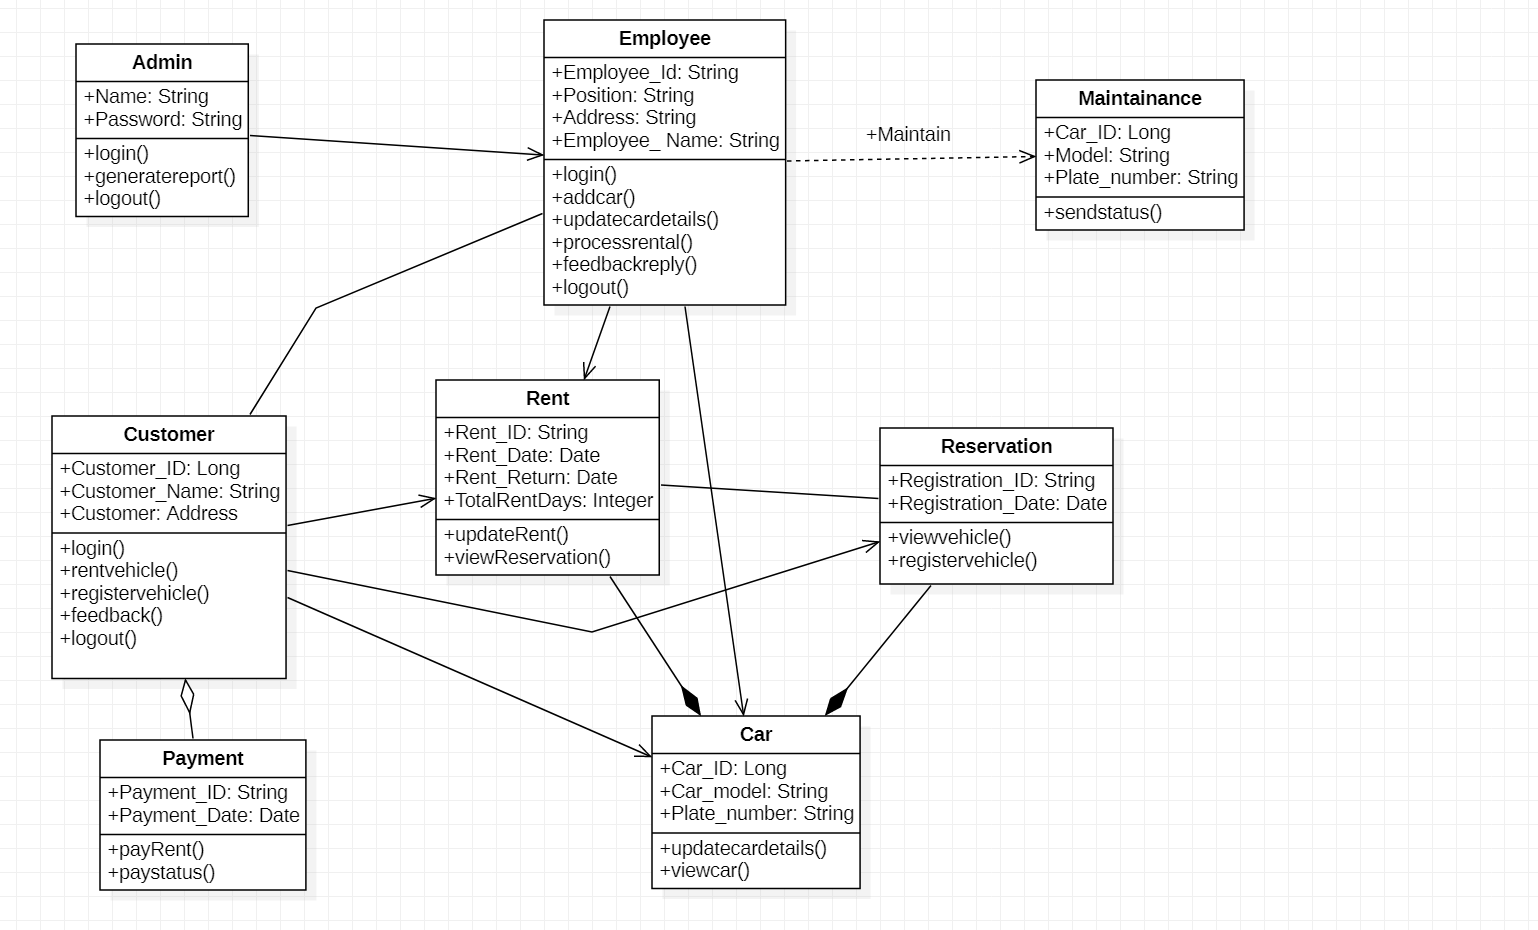 Admin
+Name: String
+Password: String
+login()
+generatereport()
+logout()
Employee
+Employee_Id: String
+Position: String
+Address: String
+Employee_ Name: String
+login()
+addcar()
+updatecardetails()
+processrental()
+feedbackreply()
+logout()
+Maintain
Maintainance
+Car_ID: Long
+Model: String
+Plate_number: String
+sendstatus()
Customer
+Customer_ID: Long
+Customer_Name: String
+Customer: Address
+login()
+rentvehicle()
+registervehicle()
+feedback()
+logout()
Rent
+Rent_ID: String
+Rent_Date: Date
+Rent_Return: Date
+TotalRentDays: Integer
+updateRent()
+viewReservation()
Reservation
+Registration_ID: String
+Registration_Date: Date
+viewvehicle()
+registervehicle()
Payment
+Payment_ID: String
+Payment_Date: Date
+payRent()
+paystatus()
Car
+Car_ID: Long
+Car_model: String
+Plate_number: String
+updatecardetails()
+viewcar()